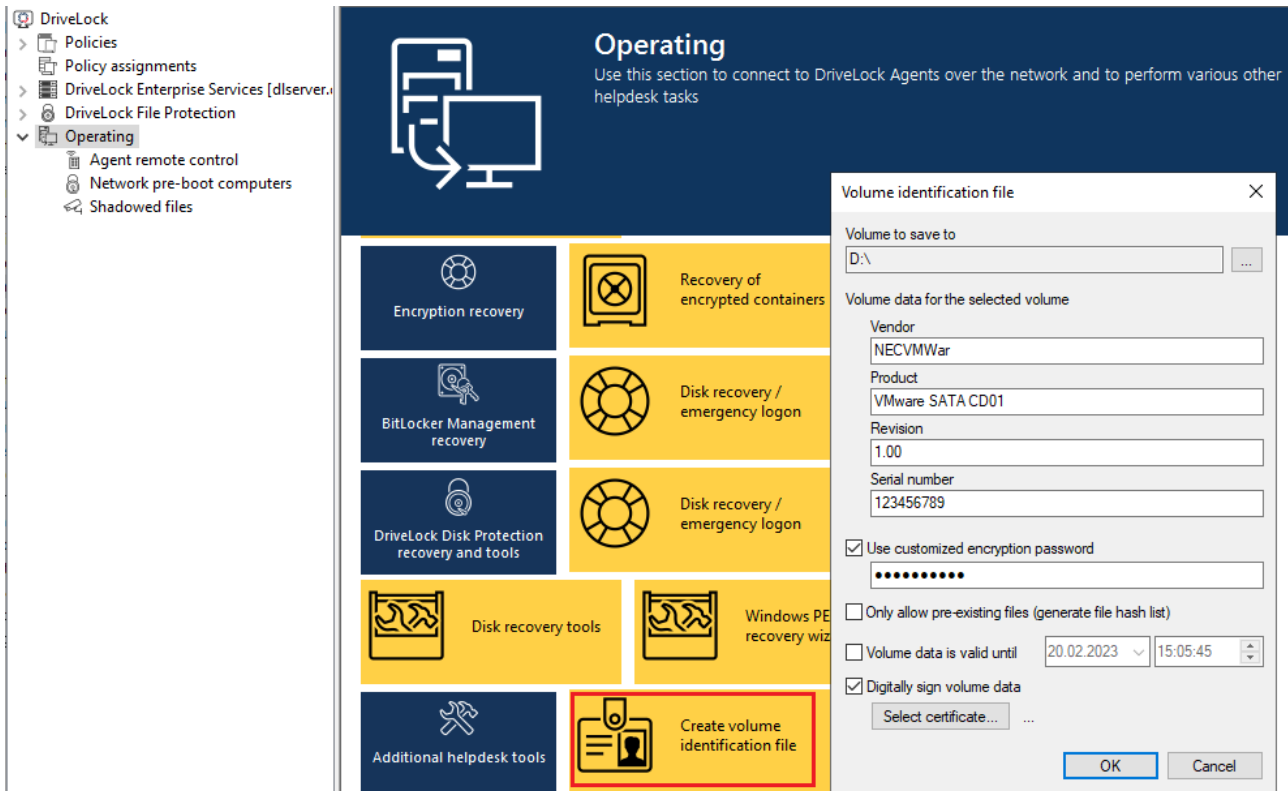 DriveLock
Policies
Policy assignments
DriveLock Enterprise Services [dlserver.
DriveLock File Protection
Operating
Agent remote control
Network pre-boot computers
Shadowed files
Operating
Use this section to connect to DriveLock Agents over the network and to perform various other
helpdesk tasks
Encryption recovery
Recovery of
encrypted containers
BitLocker Management
recovery
Disk recovery /
emergency logon
DriveLock Disk Protection
recovery and tools
Disk recovery /
emergency logon
Disk recovery tools
Windows PE
recovery wiz
Additional helpdesk tools
Create volume
identification file
Volume identification file
Volume to save to
D:\
...
Volume data for the selected volume
Vendor
NECVMWar
Product
VMware SATA CD01
Revision
1.00
Serial number
123456789
Use customized encryption password
●●●●●●●●●●
Only allow pre-existing files (generate file hash list)
Volume data is valid until
20.02.2023
15:05:45
Digitally sign volume data
Select certificate...
...
OK
Cancel